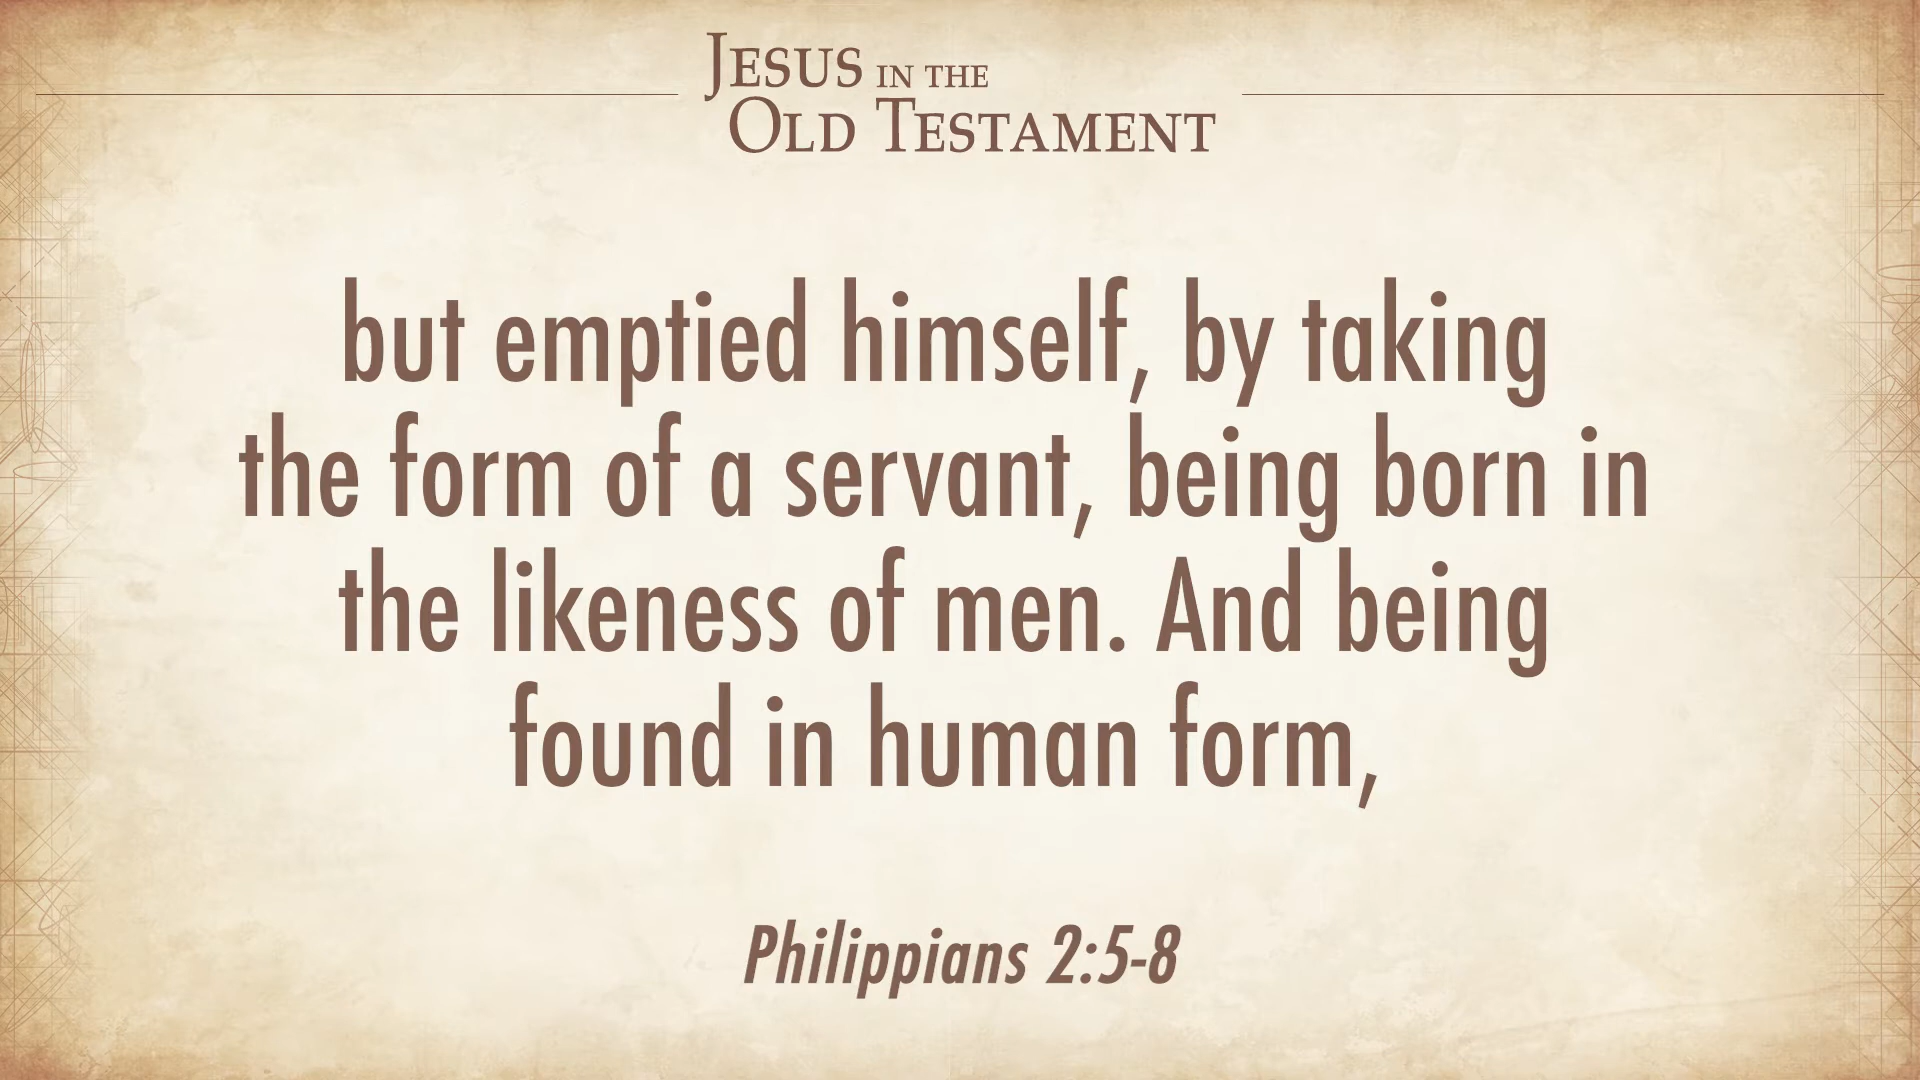 JESUS IN THE
OLD TESTAMENT
but emptied himself, by taking
the form of a servant, being born in
the likeness of men. And being
found in human form,
Philippians 2:5-8